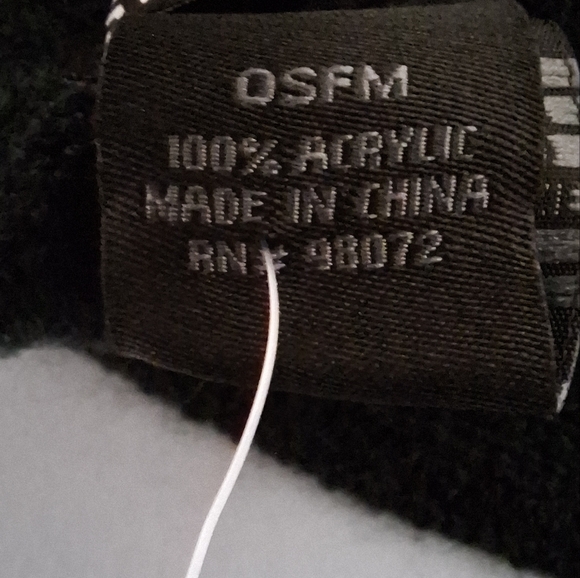 OSFM
100% ACRYLIC
MADE IN CHINA
RN# 98072